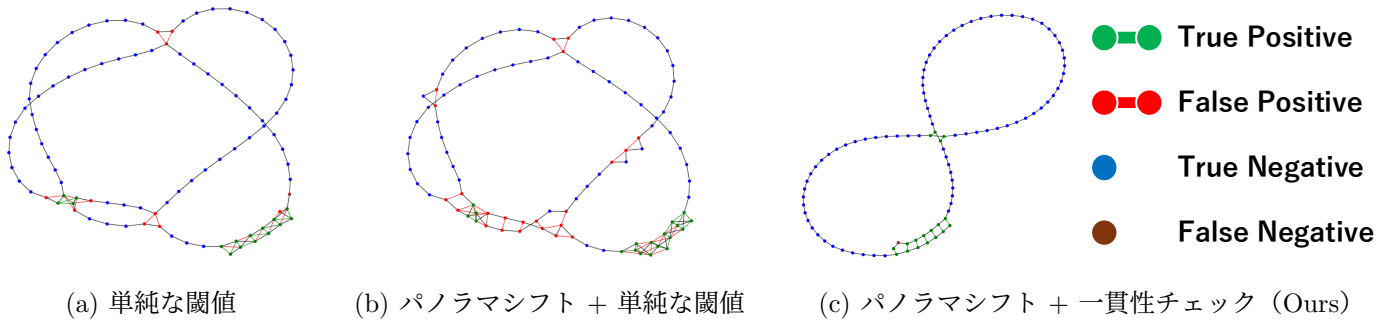 True Positive
False Positive
True Negative
False Negative
(a) 単純な閾値
(b) パノラマシフト + 単純な閾値
(c) パノラマシフト + 一貫性チェック（Ours）